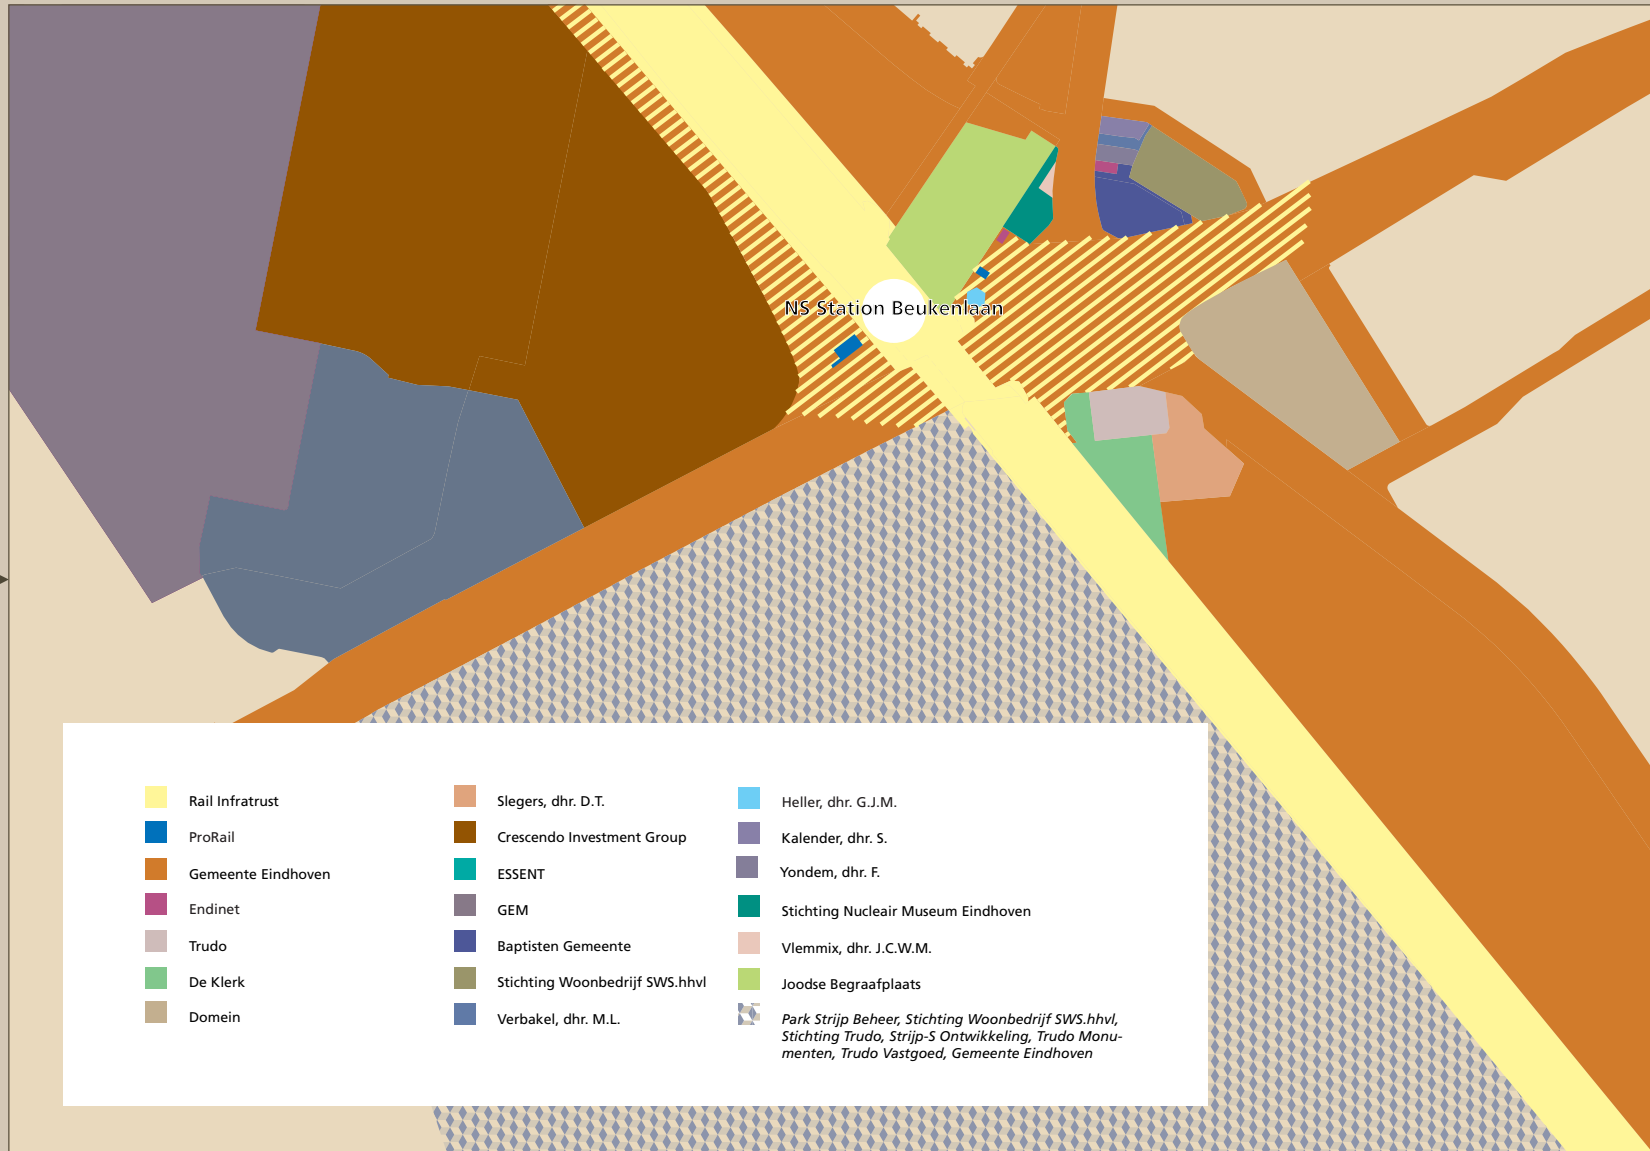 NS Station Beukenlaan
Rail Infratrust
ProRail
Gemeente Eindhoven
Endinet
Trudo
De Klerk
Domein
Slegers, dhr. D.T.
Crescendo Investment Group
ESSENT
GEM
Baptisten Gemeente
Stichting Woonbedrijf SWS.hhvl
Verbakel, dhr. M.L.
Heller, dhr. G.J.M.
Kalender, dhr. S.
Yondem, dhr. F.
Stichting Nucleair Museum Eindhoven
Vlemmix, dhr. J.C.W.M.
Joodse Begraafplaats
Park Strijp Beheer, Stichting Woonbedrijf SWS.hhvl,
Stichting Trudo, Strijp-S Ontwikkeling, Trudo Monu-
menten, Trudo Vastgoed, Gemeente Eindhoven